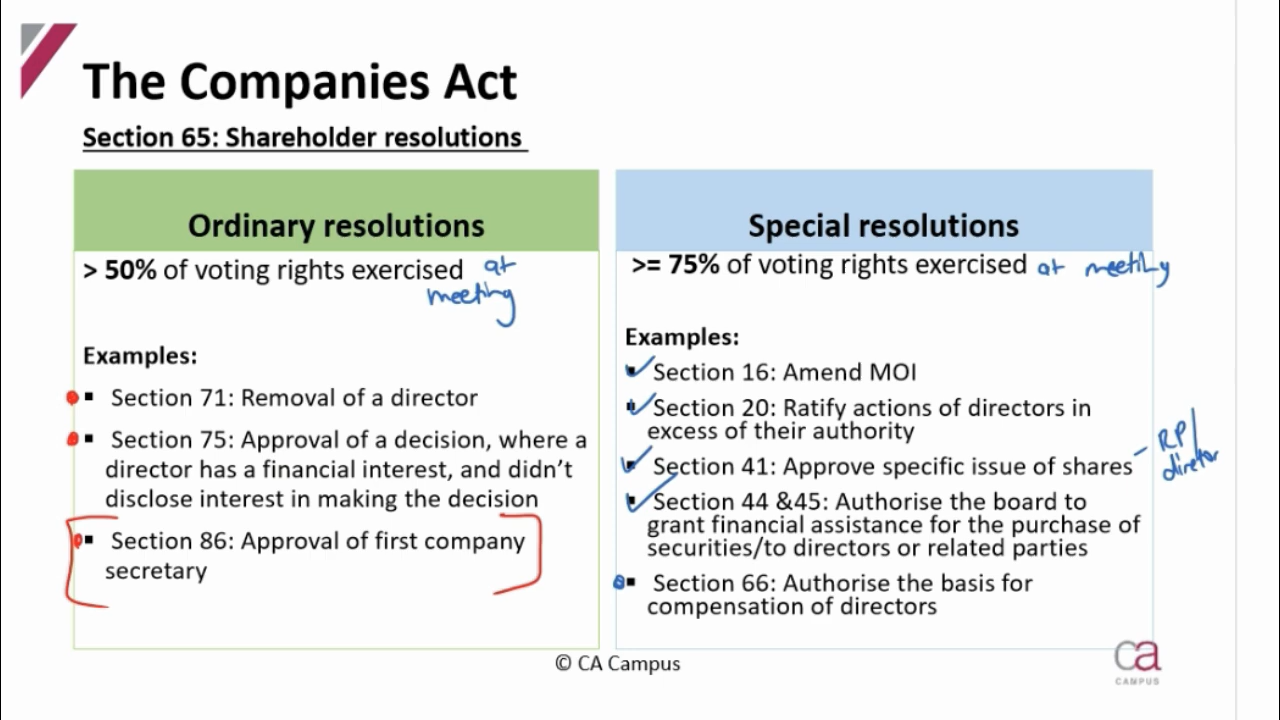 The Companies Act
Section 65: Shareholder resolutions
Ordinary resolutions
> 50% of voting rights exercised at
meeting
Examples:
▪ Section 71: Removal of a director
▪ Section 75: Approval of a decision, where a
director has a financial interest, and didn't
disclose interest in making the decision
▪ Section 86: Approval of first company
secretary
Special resolutions
>= 75% of voting rights exercised at meeting
Examples:
▪ Section 16: Amend MOI
▪ Section 20: Ratify actions of directors in
excess of their authority
▪ Section 41: Approve specific issue of shares - RP/
director
▪ Section 44 &45: Authorise the board to
grant financial assistance for the purchase of
securities/to directors or related parties
▪ Section 66: Authorise the basis for
compensation of directors
© CA Campus
ca
CAMPUS